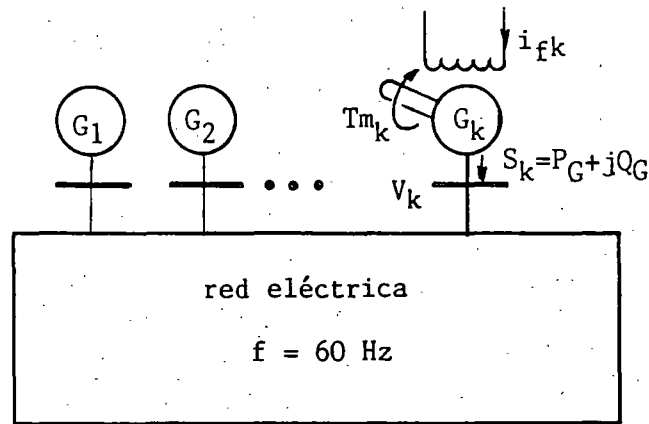 i_fk
G_1
G_2
Tm_k
G_k
S_k=P_G+jQ_G
V_k
red eléctrica
f = 60 Hz